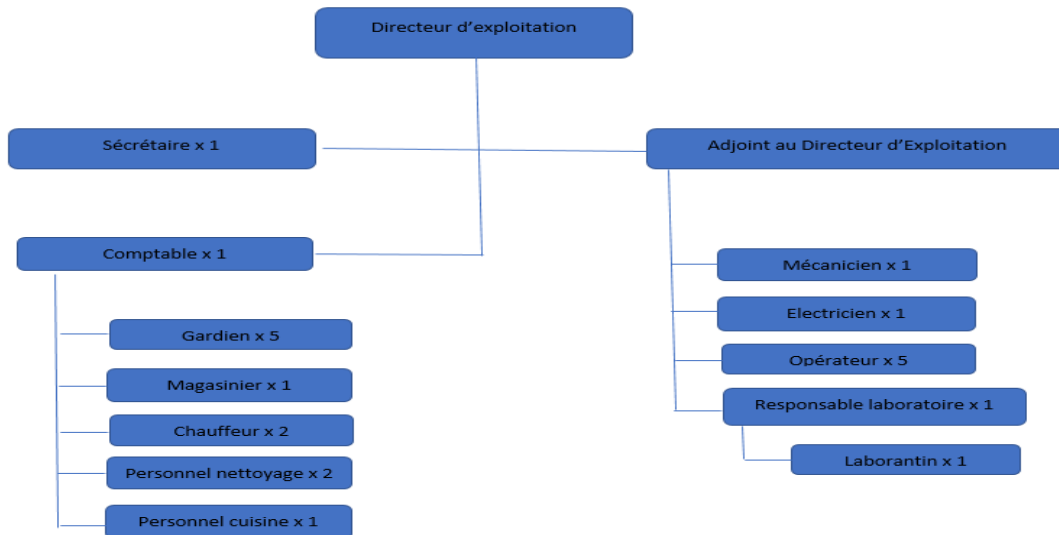 Directeur d’exploitation
Sécrétaire x 1
Adjoint au Directeur d’Exploitation
Comptable x 1
Gardien x 5
Magasinier x 1
Chauffeur x 2
Personnel nettoyage x 2
Personnel cuisine x 1
Mécanicien x 1
Electricien x 1
Opérateur x 5
Responsable laboratoire x 1
Laborantin x 1